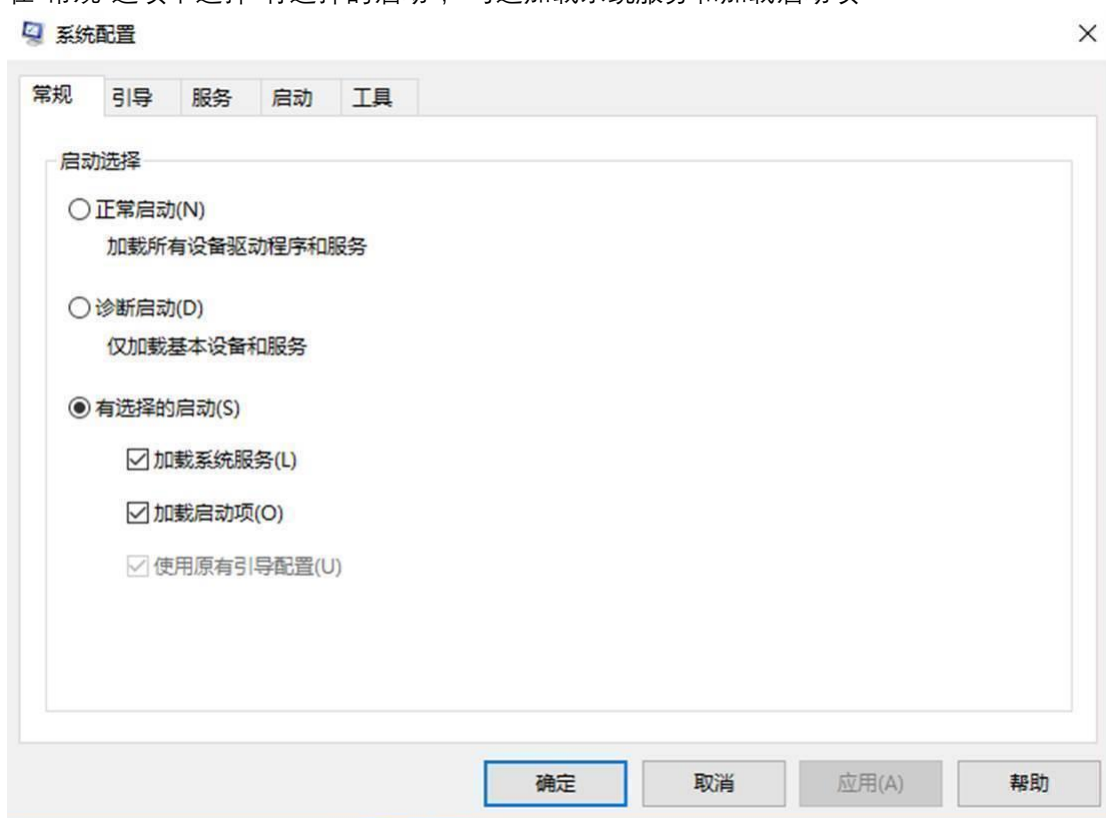 系统配置
常规 引导 服务 启动 工具
启动选择
正常启动(N)
加载所有设备驱动程序和服务
诊断启动(D)
仅加载基本设备和服务
有选择的启动(S)
加载系统服务(L)
加载启动项(O)
使用原有引导配置(U)
确定 取消 应用(A) 帮助